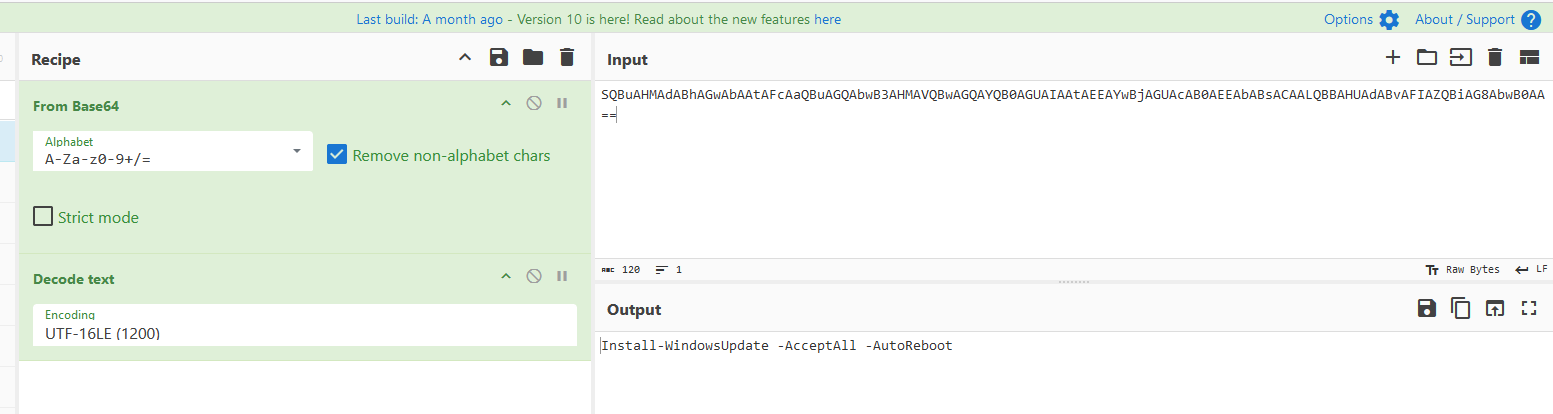 Last build: A month ago - Version 10 is here! Read about the new features here
Options
About / Support
Recipe
From Base64
Alphabet
A-Za-z0-9+/=
Remove non-alphabet chars
Strict mode
Decode text
Encoding
UTF-16LE (1200)
Input
SQBuAHMAdABhAGwAbAAtAFcAaQBuAGQAbwB3AHMAVQBwAGQAYQB0AGUAIAAtAEEAYwBjAGUAcAB0AEEAbABsACAALQBBAHUAdABvAFIAZQBiAG8AbwB0AA
==
ABC 120 1
Tт Raw Bytes LF
Output
Install-WindowsUpdate -AcceptAll -AutoReboot